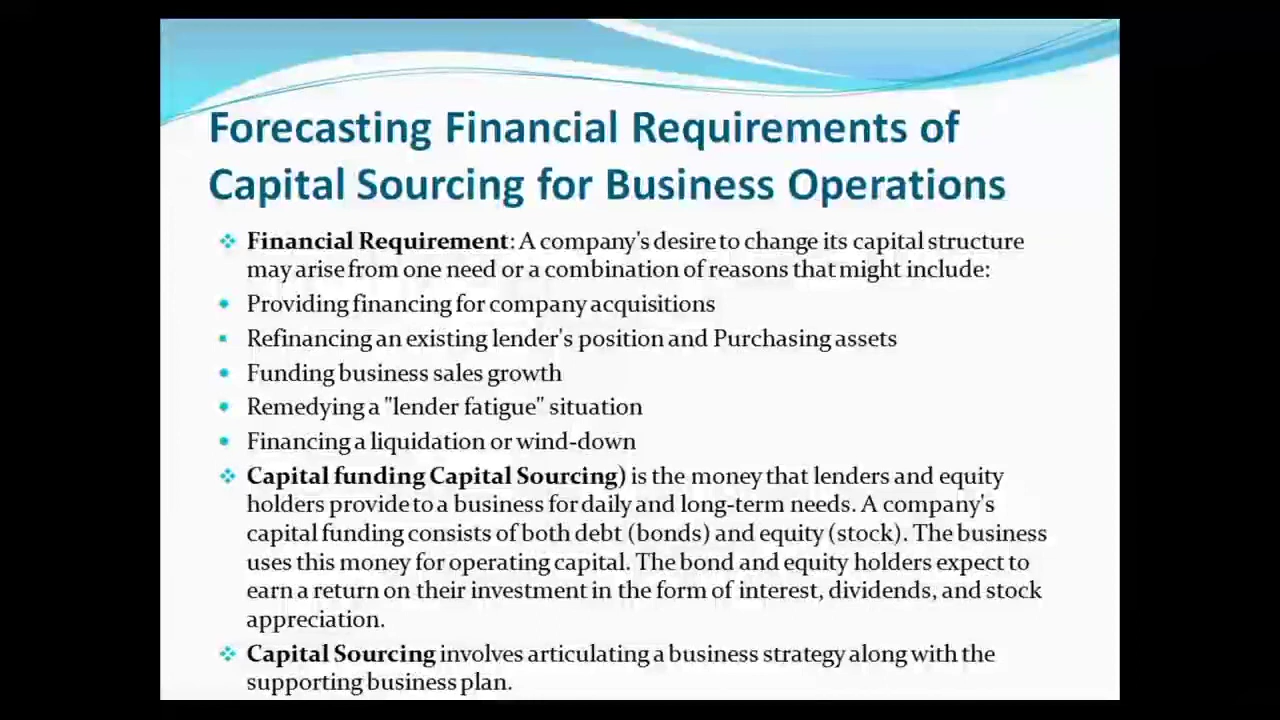 Forecasting Financial Requirements of
Capital Sourcing for Business Operations
Financial Requirement: A company's desire to change its capital structure
may arise from one need or a combination of reasons that might include:
Providing financing for company acquisitions
Refinancing an existing lender's position and Purchasing assets
Funding business sales growth
Remedying a "lender fatigue" situation
Financing a liquidation or wind-down
Capital funding Capital Sourcing) is the money that lenders and equity
holders provide to a business for daily and long-term needs. A company's
capital funding consists of both debt (bonds) and equity (stock). The business
uses this money for operating capital. The bond and equity holders expect to
earn a return on their investment in the form of interest, dividends, and stock
appreciation.
Capital Sourcing involves articulating a business strategy along with the
supporting business plan.